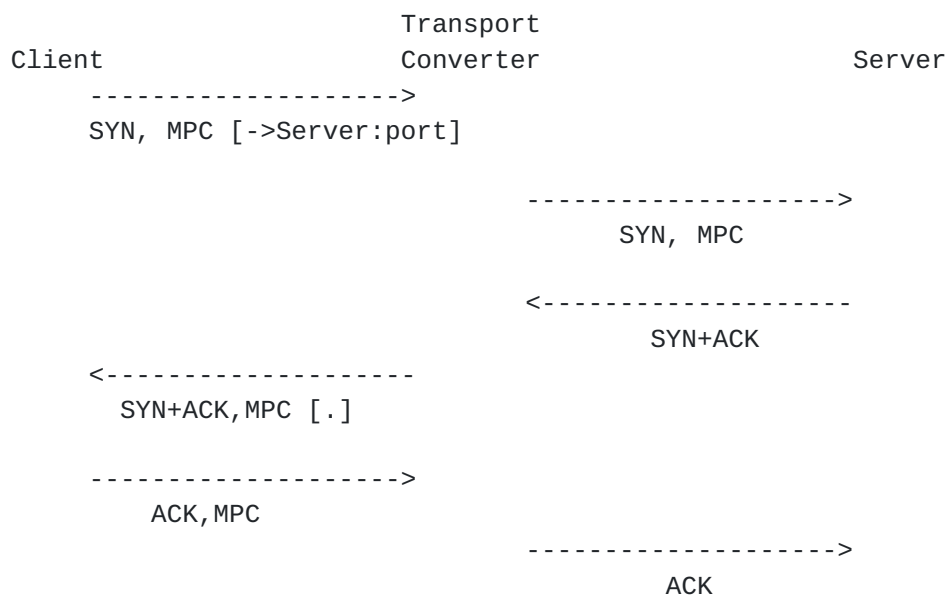 Transport
Client Converter Server
-------------------->
SYN, MPC [->Server:port]
-------------------->
SYN, MPC
<--------------------
SYN+ACK
<--------------------
SYN+ACK,MPC [.]
-------------------->
ACK,MPC
-------------------->
ACK